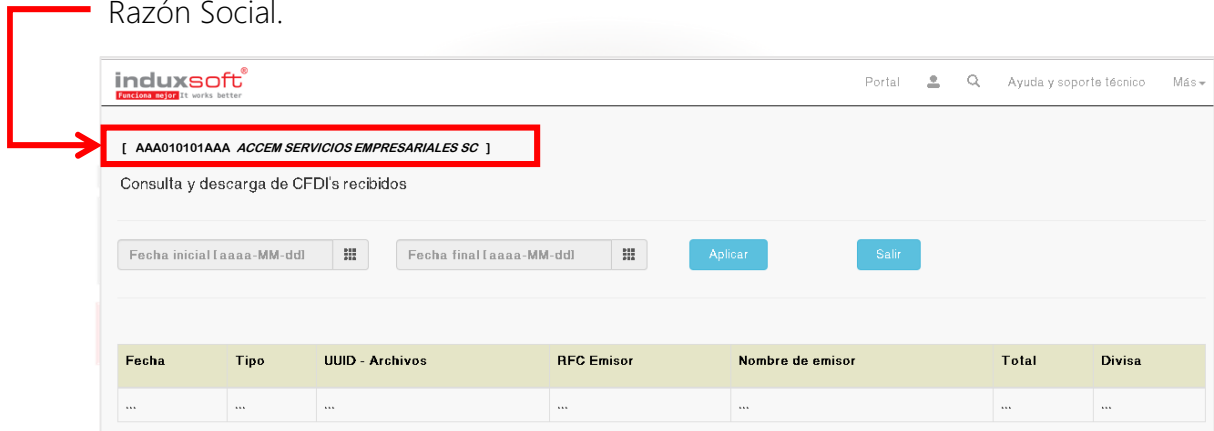 Razón Social.
induxsoft®
Funciona mejor It works better
Portal Ayuda y soporte técnico Más
[ AAA010101AAA ACCEM SERVICIOS EMPRESARIALES SC ]
Consulta y descarga de CFDI's recibidos
Fecha inicial [aaaa-MM-dd] Fecha final [aaaa-MM-dd] Aplicar Salir
Fecha Tipo UUID - Archivos RFC Emisor Nombre de emisor Total Divisa
... ... ... ... ... ... ...